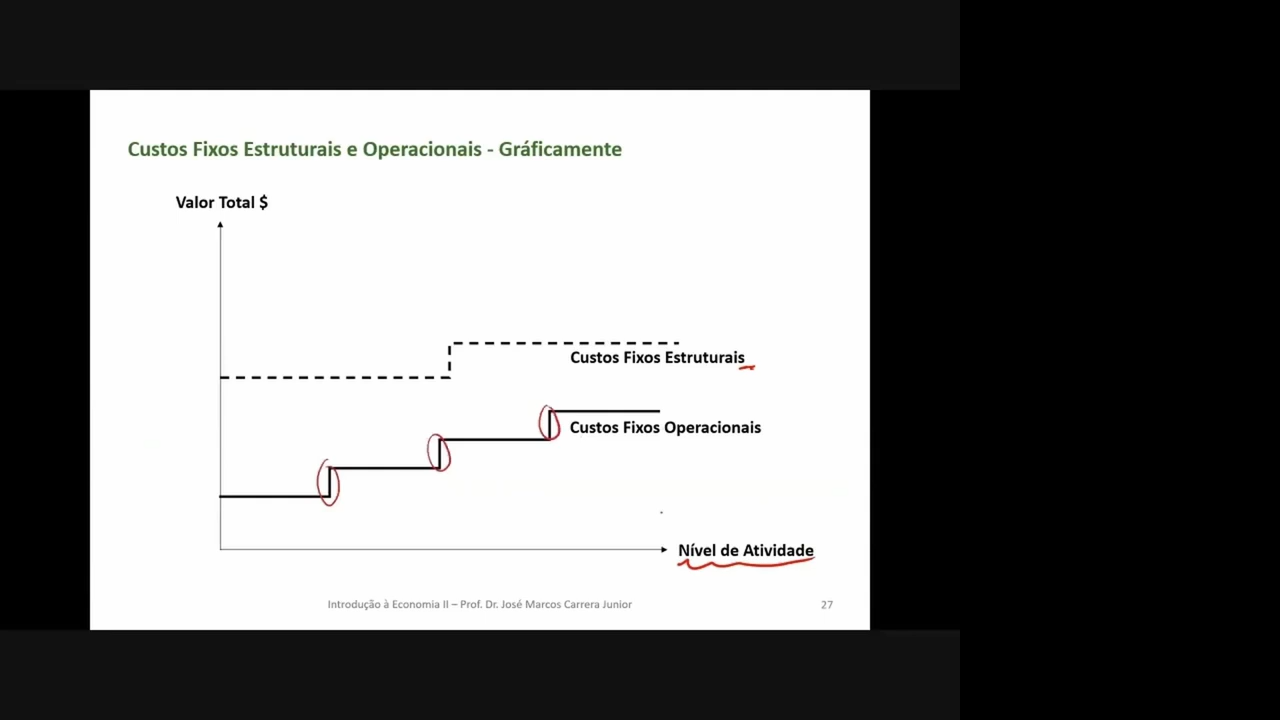 Custos Fixos Estruturais e Operacionais - Gráficamente
Valor Total $
Custos Fixos Estruturais
Custos Fixos Operacionais
Nível de Atividade
Introdução à Economia II – Prof. Dr. José Marcos Carrera Junior
27